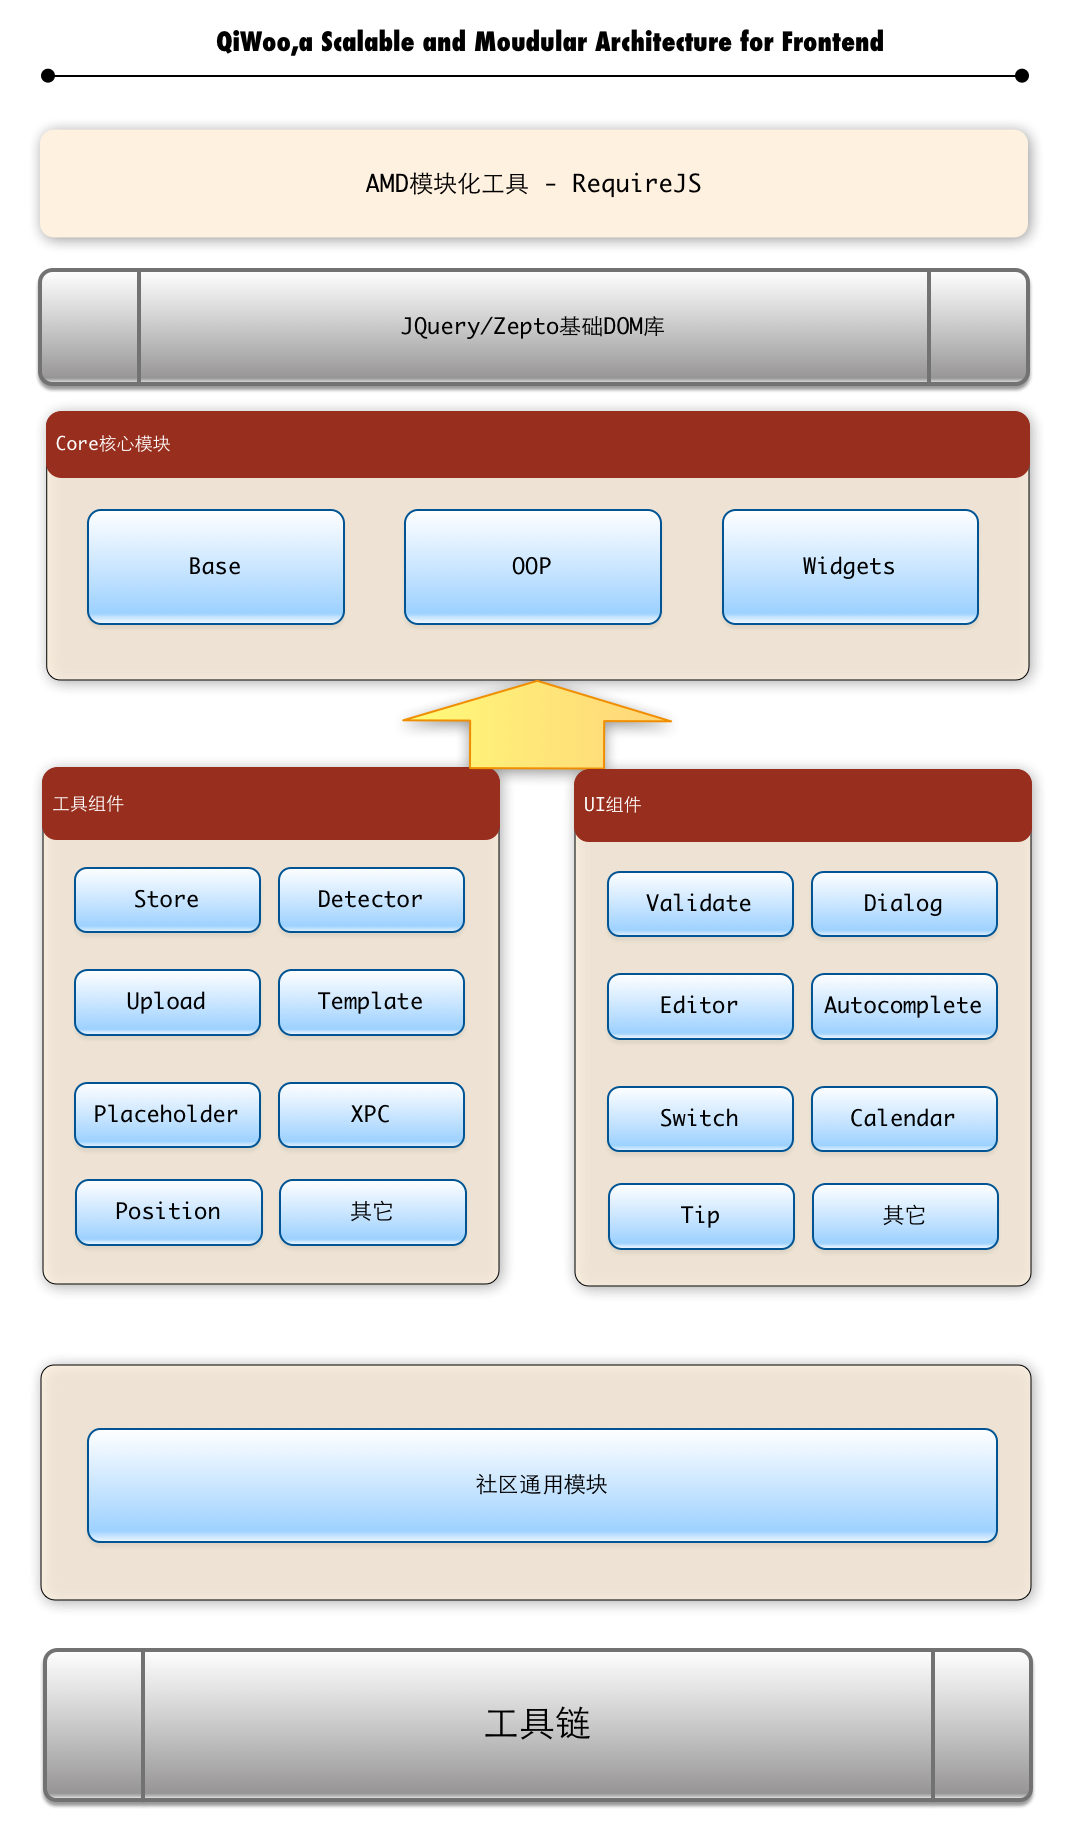 QiWoo,a Scalable and Moudular Architecture for Frontend
AMD模块化工具 - RequireJS
JQuery/Zepto基础DOM库
Core核心模块
Base
OOP
Widgets
工具组件
Store
Detector
Upload
Template
Placeholder
XPC
Position
其它
UI组件
Validate
Dialog
Editor
Autocomplete
Switch
Calendar
Tip
其它
社区通用模块
工具链